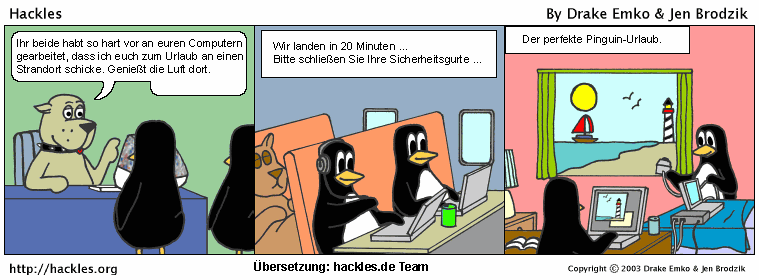 Hackles
By Drake Emko & Jen Brodzik
Ihr beide habt so hart vor an euren Computern
gearbeitet, dass ich euch zum Urlaub an einen
Strandort schicke. Genießt die Luft dort.
Wir landen in 20 Minuten ...
Bitte schließen Sie Ihre Sicherheitsgurte ...
Der perfekte Pinguin-Urlaub.
http://hackles.org
Übersetzung: hackles.de Team
Copyright © 2003 Drake Emko & Jen Brodzik